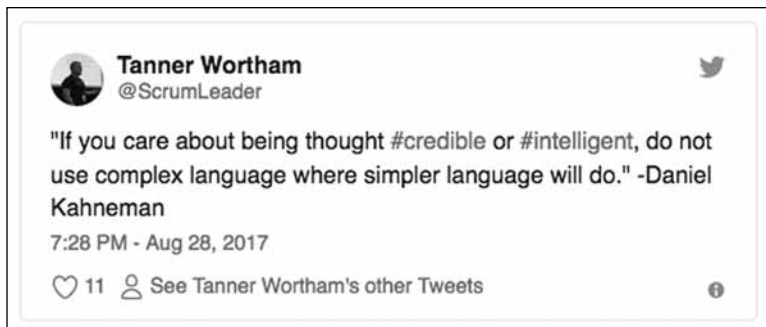 Tanner Wortham
@ScrumLeader
"If you care about being thought #credible or #intelligent, do not
use complex language where simpler language will do." -Daniel
Kahneman
7:28 PM - Aug 28, 2017
11 See Tanner Wortham's other Tweets